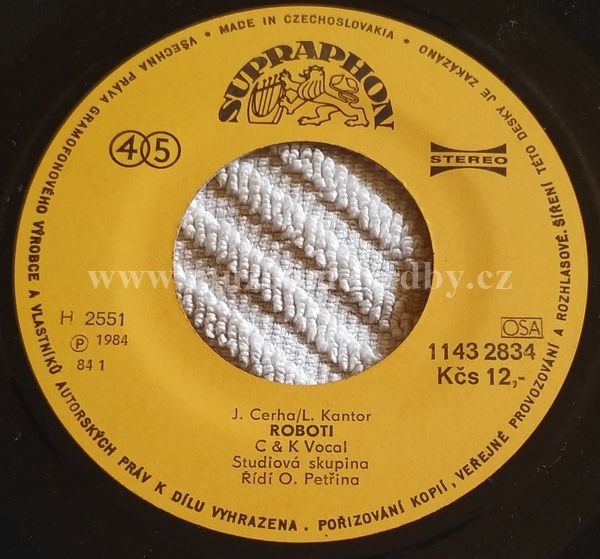 VŠECHNA PRÁVA GRAMOFONOVÉHO VÝROBCE A VLASTNÍKŮ AUTORSKÝCH PRÁV K DÍLU VYHRAZENA. POŘIZOVÁNÍ KOPIÍ, VEŘEJNÉ PROVOZOVÁNÍ A ROZHLASOVÉ ŠÍŘENÍ TÉTO DESKY JE ZAKÁZÁNO
• MADE IN CZECHOSLOVAKIA •
SUPRAPHON
45
STEREO
H 2551
Ⓟ 1984
84 1
OSA
1143 2834
Kčs 12,-
J. Cerha/L. Kantor
ROBOTI
C & K Vocal
Studiová skupina
Řídí O. Petřina